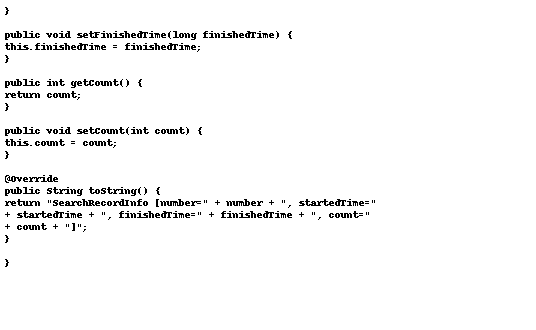 }
public void setFinishedTime(long finishedTime) {
this.finishedTime = finishedTime;
}
public int getCount() {
return count;
}
public void setCount(int count) {
this.count = count;
}
@Override
public String toString() {
return "SearchRecordInfo [number=" + number + ", startedTime="
+ startedTime + ", finishedTime=" + finishedTime + ", count="
+ count + "]";
}
}